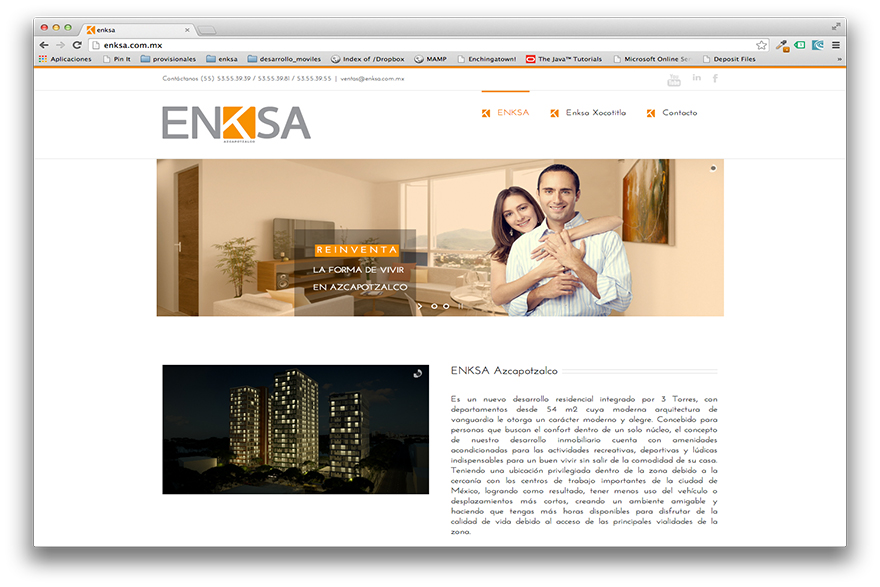 enksa
enksa.com.mx
Aplicaciones Pin It provisionales enksa desarrollo_moviles Index of /Dropbox MAMP Enchingatown! The Java™ Tutorials Microsoft Online Ser Deposit Files »
Contáctanos (55) 53.55.39.39 / 53.55.39.81 / 53.55.39.55 | ventas@enksa.com.mx
You Tube in f
ENKSA
AZCAPOTZALCO
ENKSA Enksa Xocotitla Contacto
REINVENTA
LA FORMA DE VIVIR
EN AZCAPOTZALCO
ENKSA Azcapotzalco
Es un nuevo desarrollo residencial integrado por 3 Torres, con
departamentos desde 54 m2 cuya moderna arquitectura de
vanguardia le otorga un carácter moderno y alegre. Concebido para
personas que buscan el confort dentro de un solo núcleo, el concepto
de nuestro desarrollo inmobiliario cuenta con amenidades
acondicionadas para las actividades recreativas, deportivas y lúdicas
indispensables para un buen vivir sin salir de la comodidad de su casa.
Teniendo una ubicación privilegiada dentro de la zona debido a la
cercanía con los centros de trabajo importantes de la ciudad de
México, logrando como resultado, tener menos uso del vehículo o
desplazamientos más cortos, creando un ambiente amigable y
haciendo que tengas más horas disponibles para disfrutar de la
calidad de vida debido al acceso de las principales vialidades de la
zona.